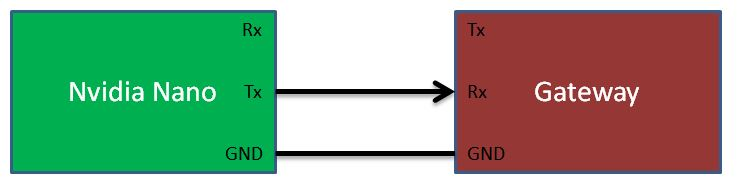 Rx
Tx
Nvidia Nano
Tx
Rx
Gateway
GND
GND